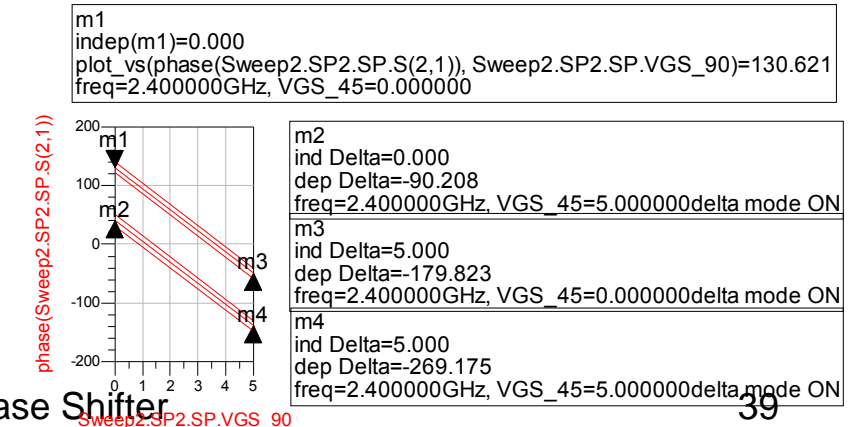 m1
indep(m1)=0.000
plot_vs(phase(Sweep2.SP2.SP.S(2,1)), Sweep2.SP2.SP.VGS_90)=130.621
freq=2.400000GHz, VGS_45=0.000000
phase(Sweep2.SP2.SP.S(2,1))
200
100
0
-100
-200
m1
m2
m3
m4
0 1 2 3 4 5
Sweep2.SP2.SP.VGS_90
m2
ind Delta=0.000
dep Delta=-90.208
freq=2.400000GHz, VGS_45=5.000000delta mode ON
m3
ind Delta=5.000
dep Delta=-179.823
freq=2.400000GHz, VGS_45=0.000000delta mode ON
m4
ind Delta=5.000
dep Delta=-269.175
freq=2.400000GHz, VGS_45=5.000000delta mode ON
ase Shifter
39